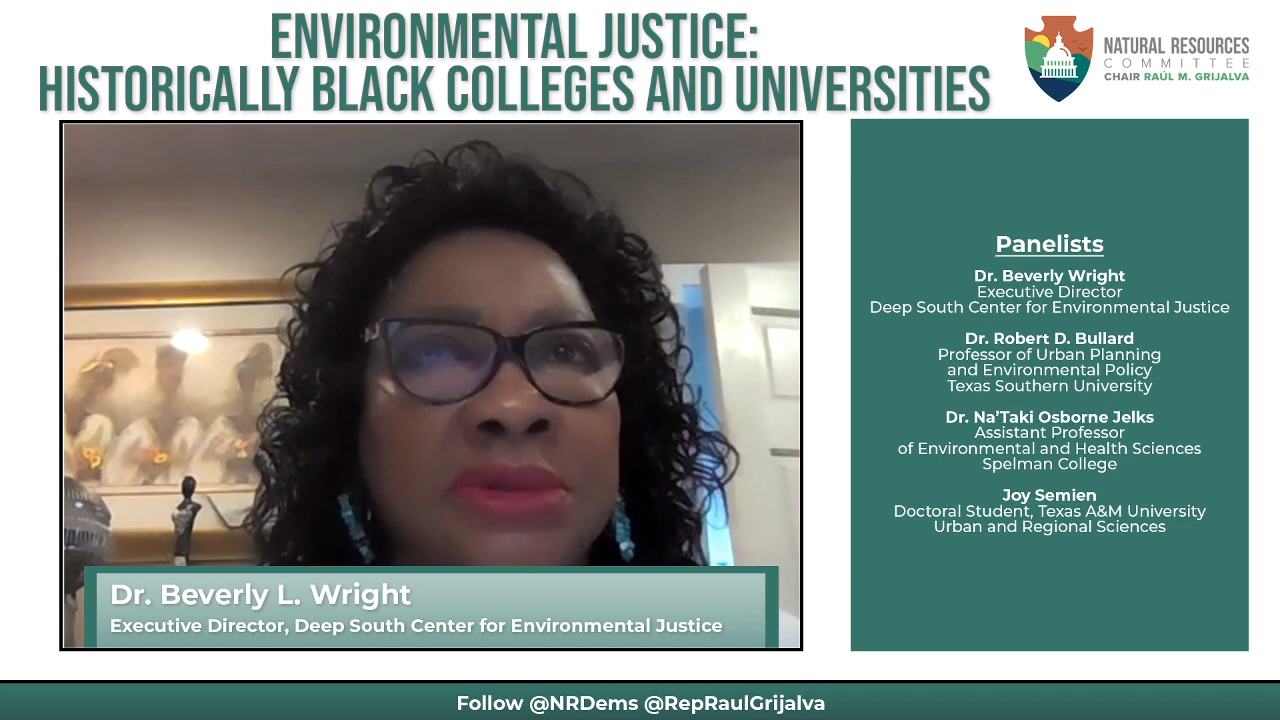 ENVIRONMENTAL JUSTICE:
HISTORICALLY BLACK COLLEGES AND UNIVERSITIES
NATURAL RESOURCES
COMMITTEE
CHAIR RAÚL M. GRIJALVA
Dr. Beverly L. Wright
Executive Director, Deep South Center for Environmental Justice
Panelists
Dr. Beverly Wright
Executive Director
Deep South Center for Environmental Justice
Dr. Robert D. Bullard
Professor of Urban Planning
and Environmental Policy
Texas Southern University
Dr. Na’Taki Osborne Jelks
Assistant Professor
of Environmental and Health Sciences
Spelman College
Joy Semien
Doctoral Student, Texas A&M University
Urban and Regional Sciences
Follow @NRDems @RepRaulGrijalva